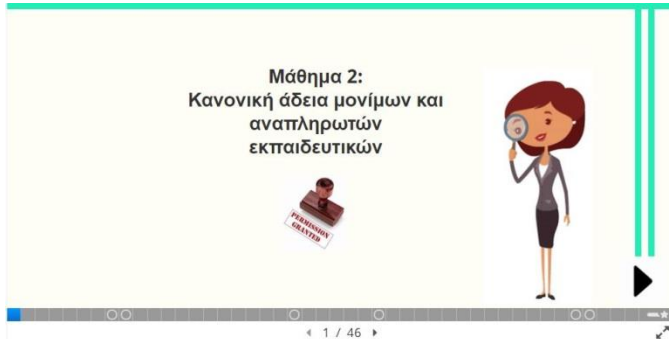 Μάθημα 2:
Κανονική άδεια μονίμων και
αναπληρωτών
εκπαιδευτικών
PERMISSION
GRANTED
1 / 46